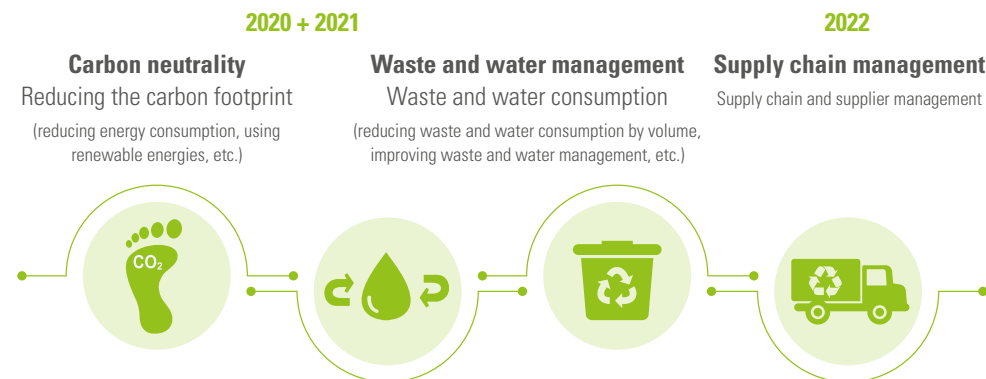 2020 + 2021
2022
Carbon neutrality
Reducing the carbon footprint
(reducing energy consumption, using
renewable energies, etc.)
Waste and water management
Waste and water consumption
(reducing waste and water consumption by volume,
improving waste and water management, etc.)
Supply chain management
Supply chain and supplier management
CO₂